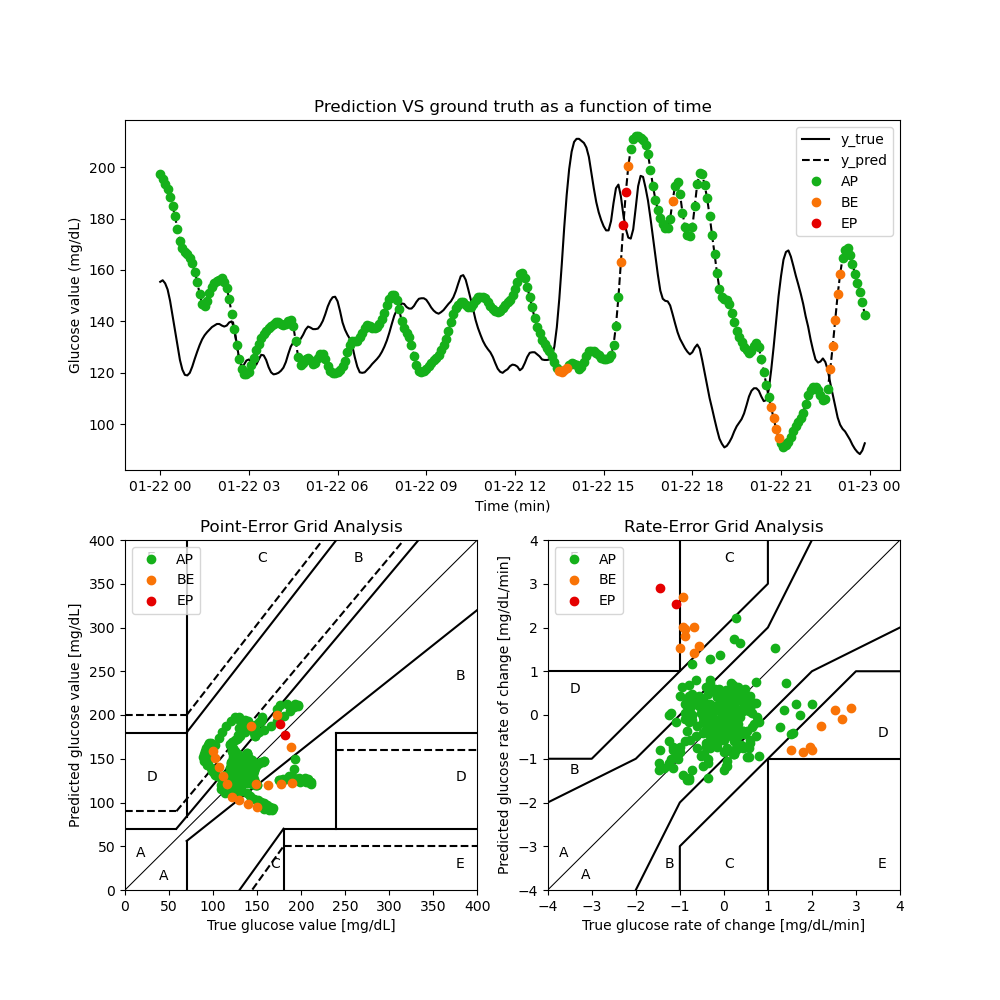 Prediction VS ground truth as a function of time
Glucose value (mg/dL)
200
180
160
140
120
100
y_true
y_pred
AP
BE
EP
01-22 00 01-22 03 01-22 06 01-22 09 01-22 12 01-22 15 01-22 18 01-22 21 01-23 00
Time (min)
Point-Error Grid Analysis
Predicted glucose value [mg/dL]
400
350
300
250
200
150
100
50
0
AP
BE
EP
C
B
B
D
D
A
A
C
E
0 50 100 150 200 250 300 350 400
True glucose value [mg/dL]
Rate-Error Grid Analysis
Predicted glucose rate of change [mg/dL/min]
4
3
2
1
0
−1
−2
−3
−4
AP
BE
EP
C
D
D
B
A
A
B
C
E
−4 −3 −2 −1 0 1 2 3 4
True glucose rate of change [mg/dL/min]